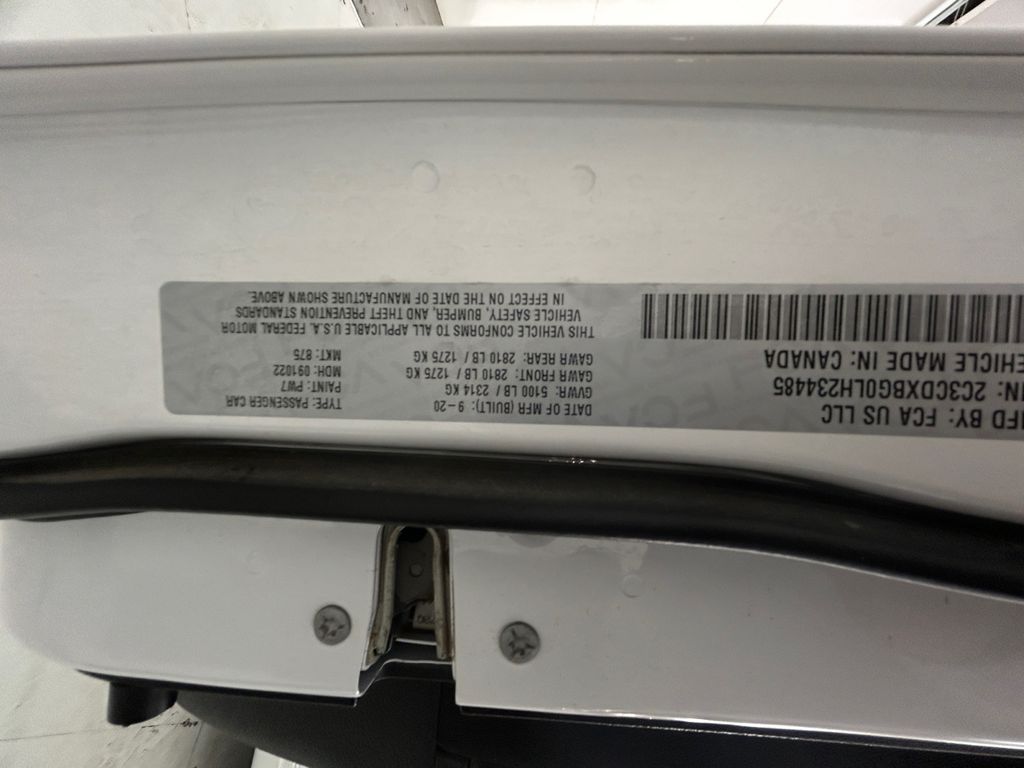 MFD BY: FCA US LLC
VIN: 2C3CDXBG0LH234485
VEHICLE MADE IN: CANADA
DATE OF MFR (BUILT): 9-20
GVWR: 5100 LB / 2314 KG
GAWR FRONT: 2810 LB / 1275 KG
GAWR REAR: 2810 LB / 1275 KG
TYPE: PASSENGER CAR
PAINT: PW7
MDH: 091022
MKT: 875
THIS VEHICLE CONFORMS TO ALL APPLICABLE U.S.A. FEDERAL MOTOR
VEHICLE SAFETY, BUMPER, AND THEFT PREVENTION STANDARDS
IN EFFECT ON THE DATE OF MANUFACTURE SHOWN ABOVE.